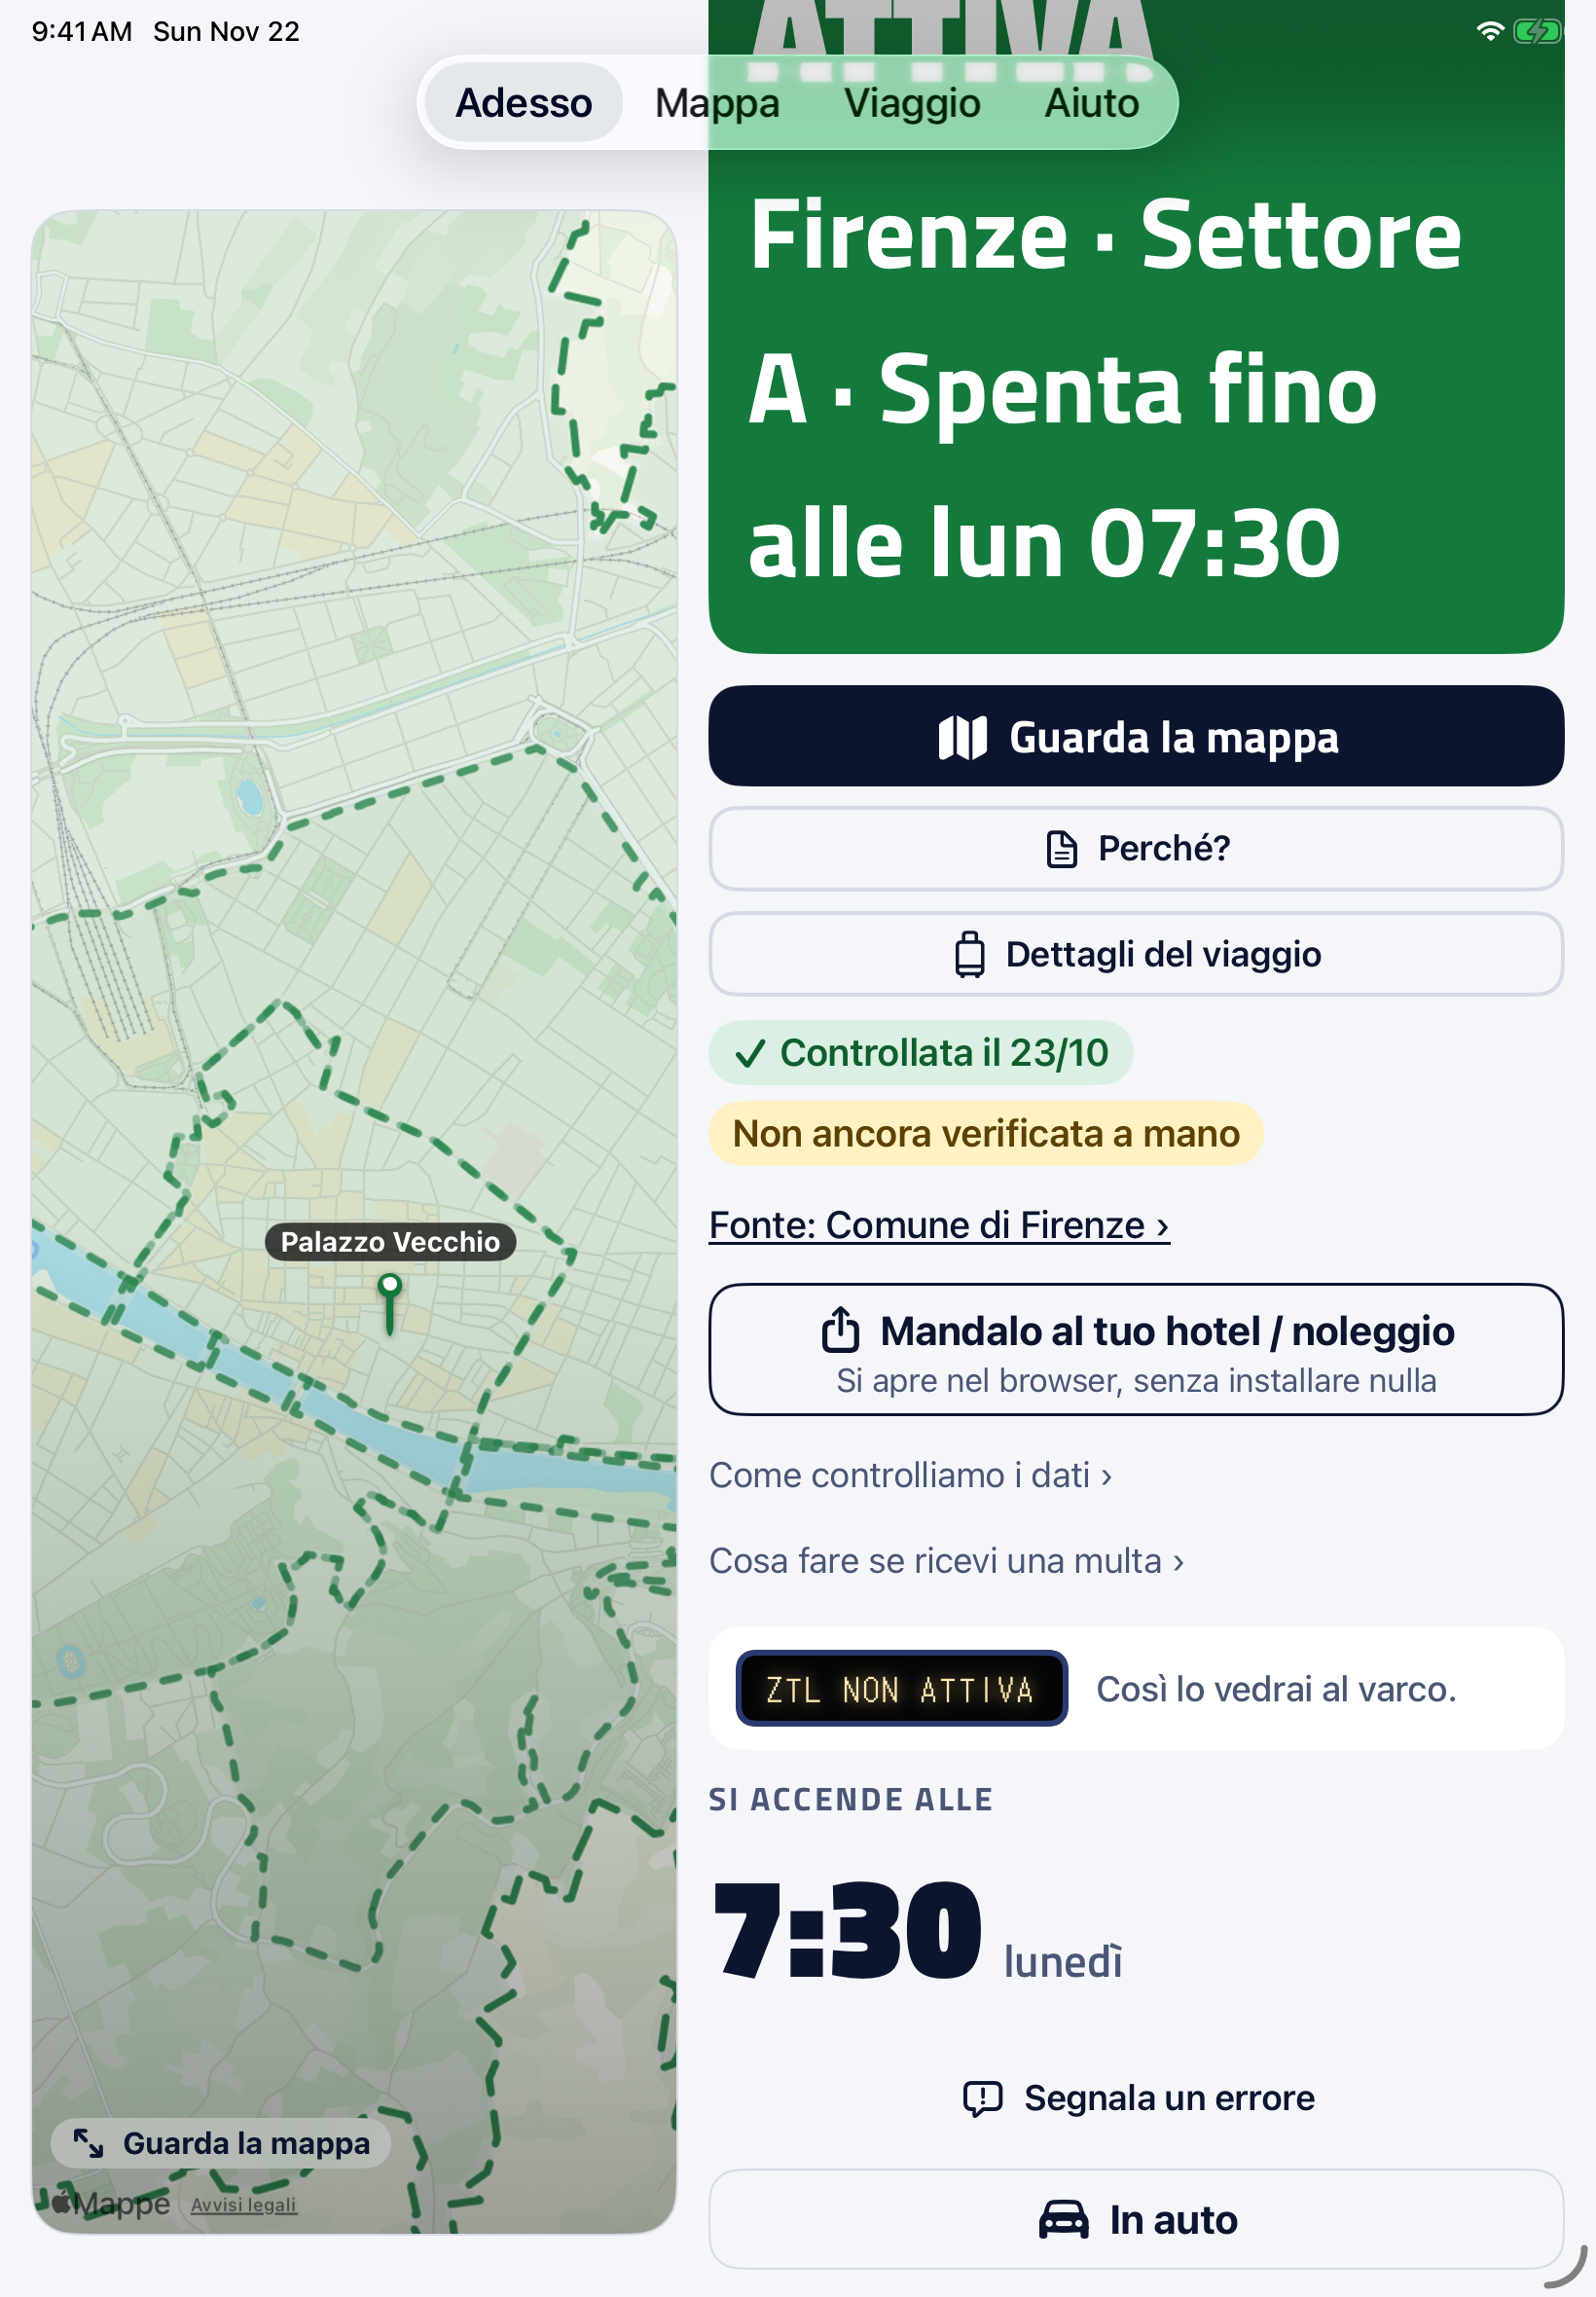 9:41 AM Sun Nov 22
ATTIVA
Adesso Mappa Viaggio Aiuto
Firenze · Settore
A · Spenta fino
alle lun 07:30
Guarda la mappa
Perché?
Dettagli del viaggio
Controllata il 23/10
Non ancora verificata a mano
Fonte: Comune di Firenze ›
Mandalo al tuo hotel / noleggio
Si apre nel browser, senza installare nulla
Come controlliamo i dati ›
Cosa fare se ricevi una multa ›
ZTL NON ATTIVA
Così lo vedrai al varco.
SI ACCENDE ALLE
7:30 lunedì
Segnala un errore
In auto
Palazzo Vecchio
Guarda la mappa
Mappe Avvisi legali